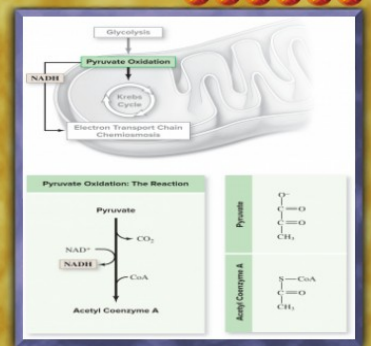 Glycolysis
Pyruvate Oxidation
NADH
Krebs
Cycle
Electron Transport Chain
Chemiosmosis
Pyruvate Oxidation: The Reaction
Pyruvate
CO₂
NAD⁺
NADH
CoA
Acetyl Coenzyme A
Pyruvate
O⁻
C=O
C=O
CH₃
Acetyl Coenzyme A
S—CoA
C=O
CH₃